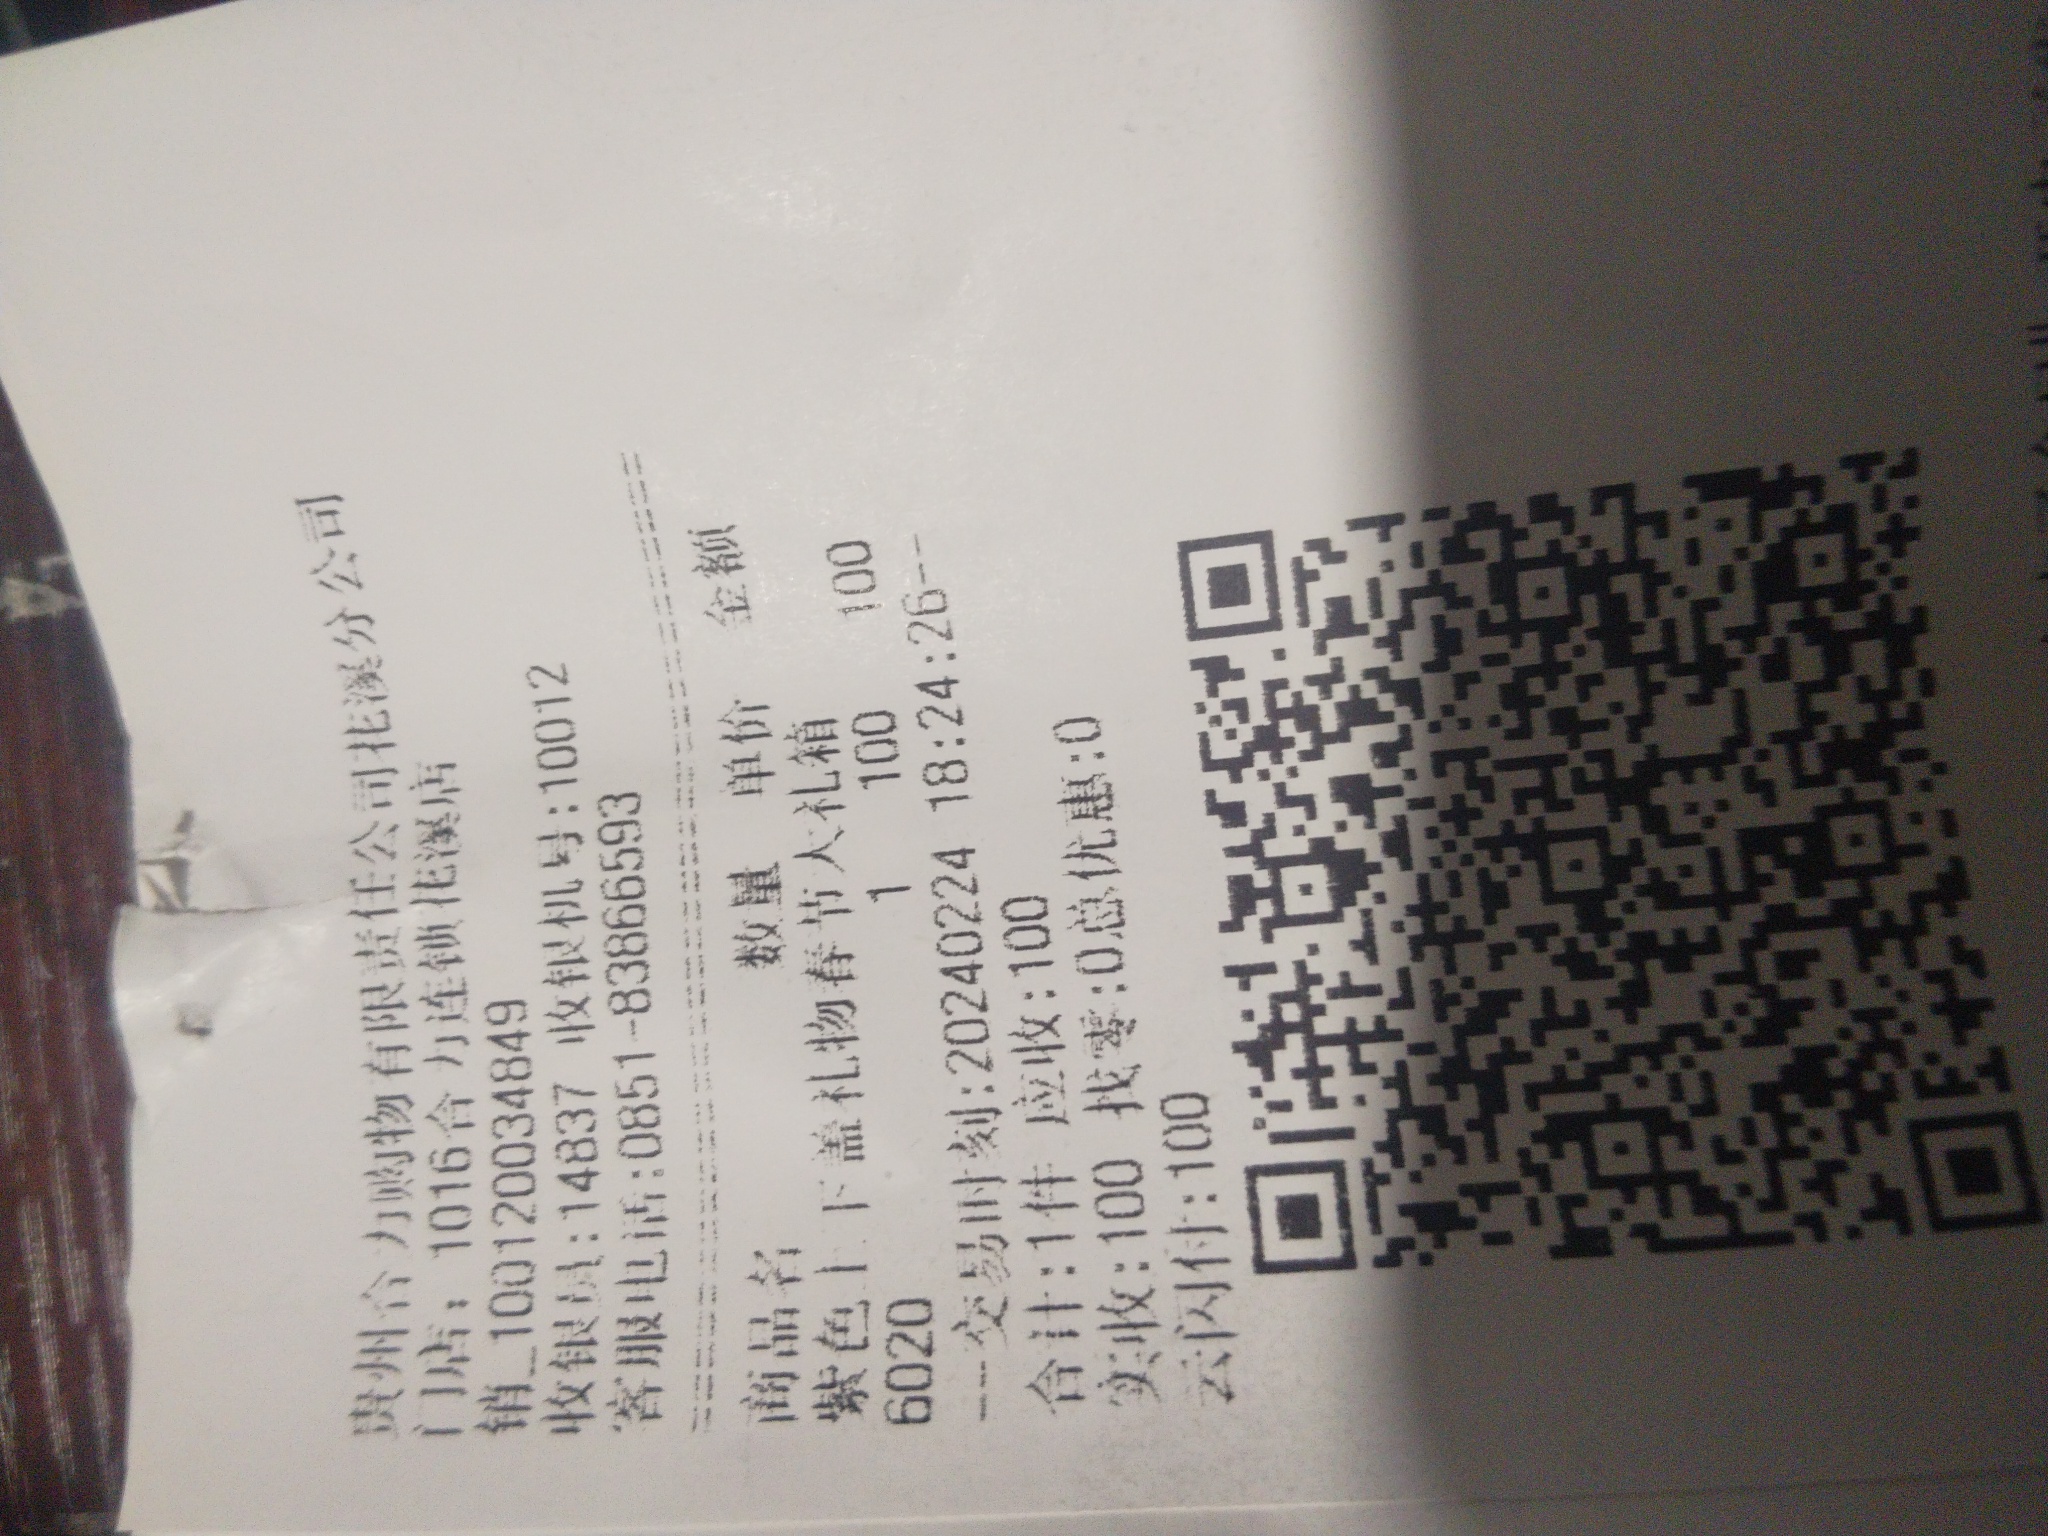 贵州合力购物有限责任公司花溪分公司
门店: 1016合力连锁花溪店
销_100120034849
收银员:14837 收银机号:10012
客服电话:0851-83866593
商品名 数量 单价 金额
紫色上下盖礼物春节大礼箱
6020 1 100 100
---交易时刻:20240224 18:24:26--
合计:1件 应收:100
实收:100 找零:0总优惠:0
云闪付:100